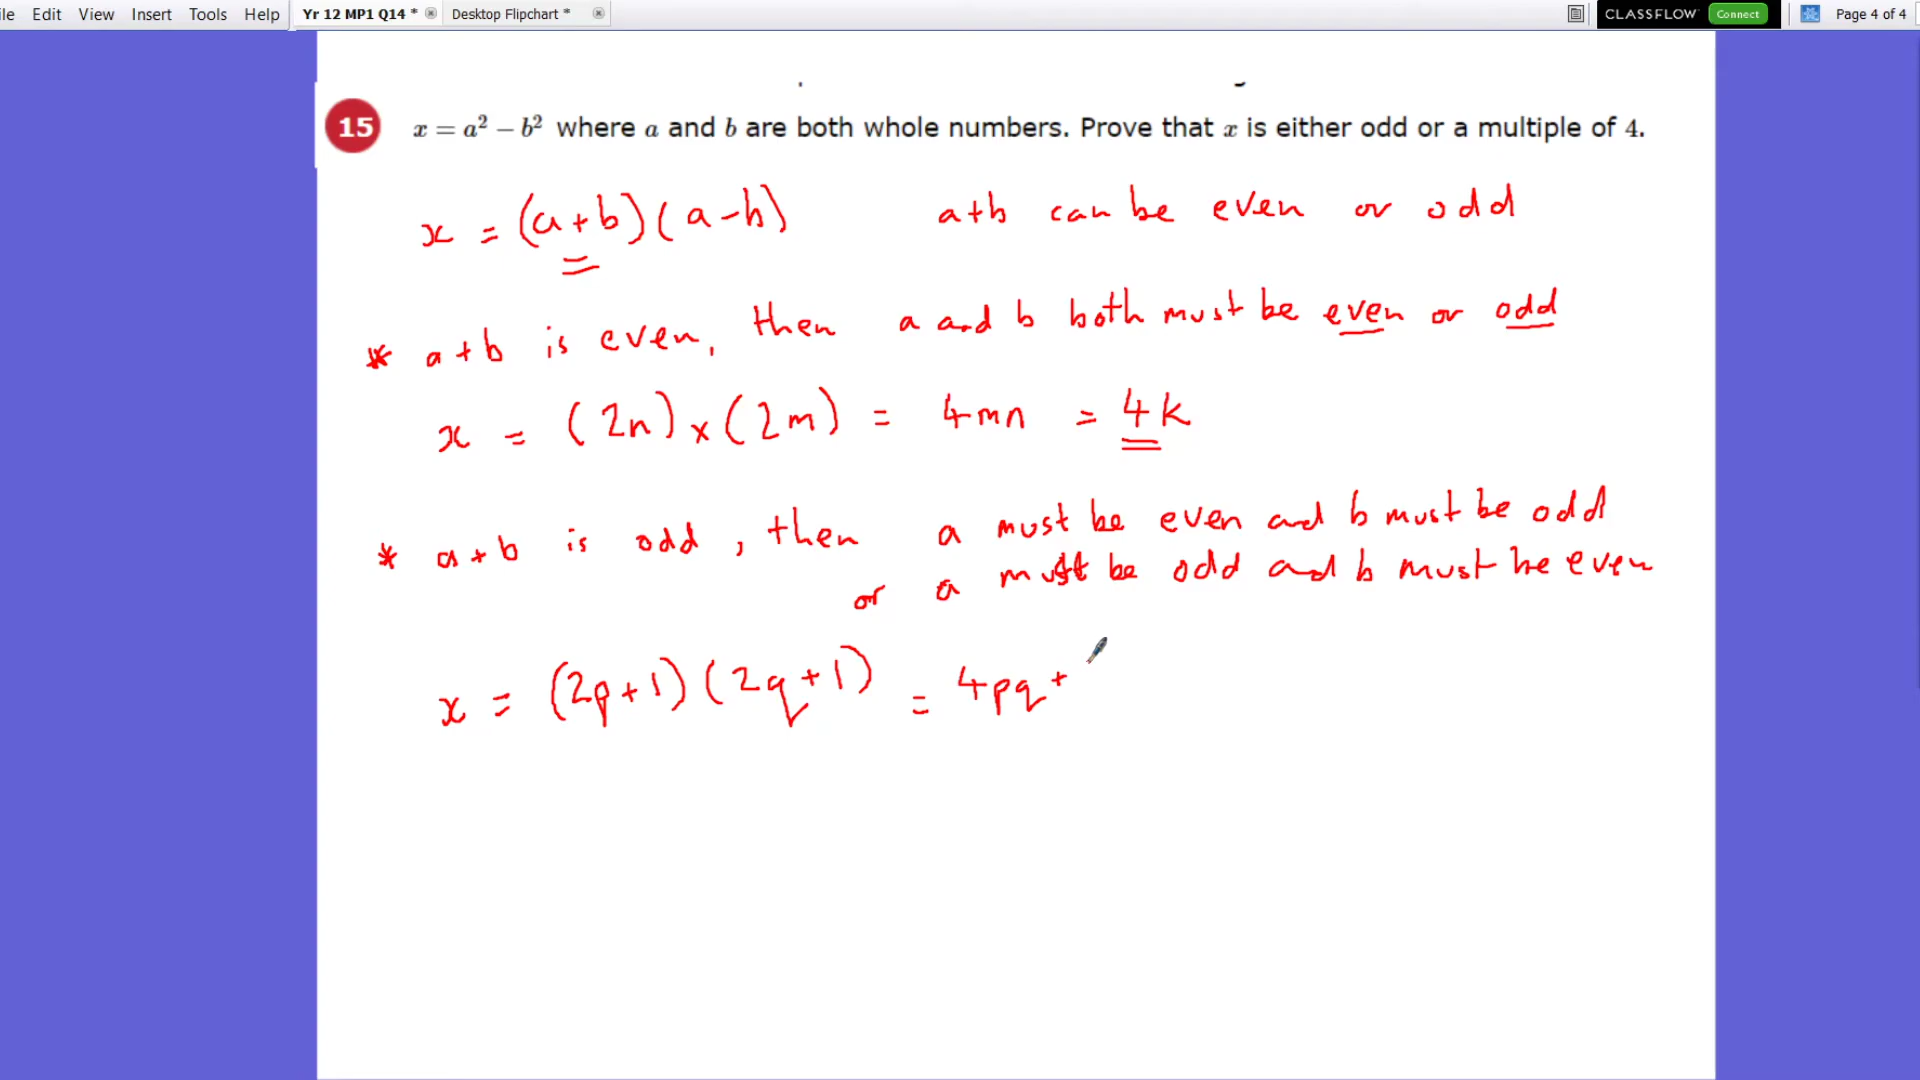 ile Edit View Insert Tools Help Yr 12 MP1 Q14 * Desktop Flipchart * CLASSFLOW Connect Page 4 of 4
15 x = a² − b² where a and b are both whole numbers. Prove that x is either odd or a multiple of 4.
x = (a+b)(a-b) a+b can be even or odd
* a+b is even, then a and b both must be even or odd
x = (2n) × (2m) = 4mn = 4k
* a+b is odd, then a must be even and b must be odd
or a must be odd and b must be even
x = (2p+1)(2q+1) = 4pq +